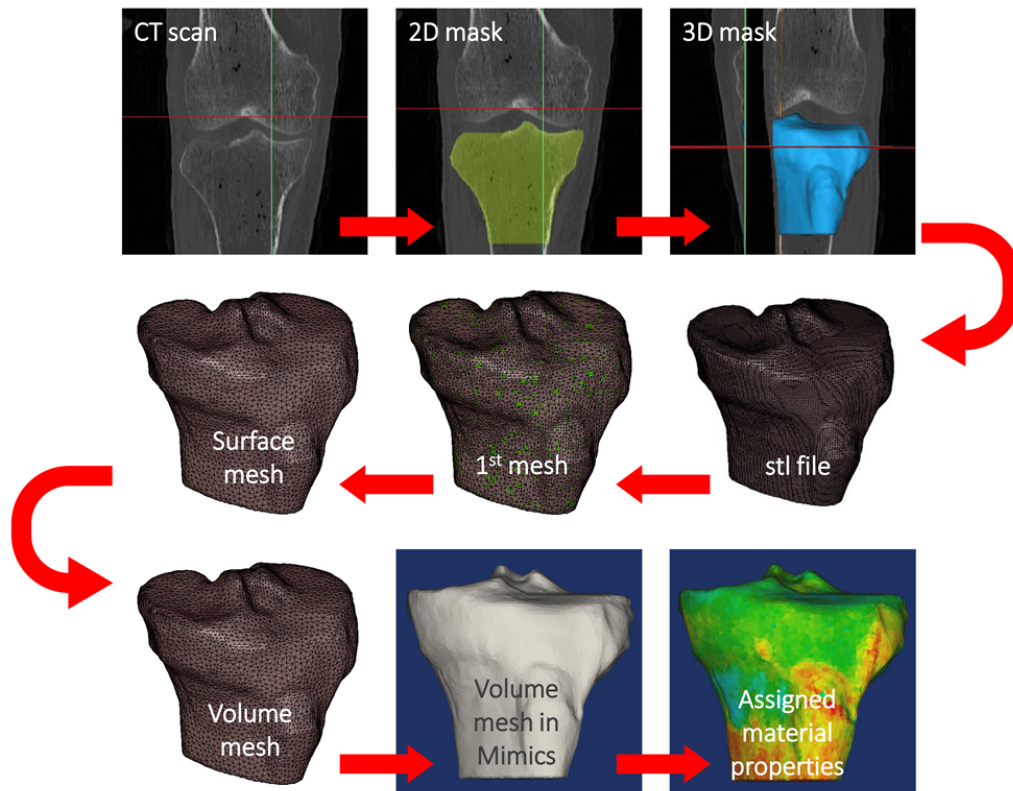 CT scan
2D mask
3D mask
Surface
mesh
1st mesh
stl file
Volume
mesh
Volume
mesh in
Mimics
Assigned
material
properties